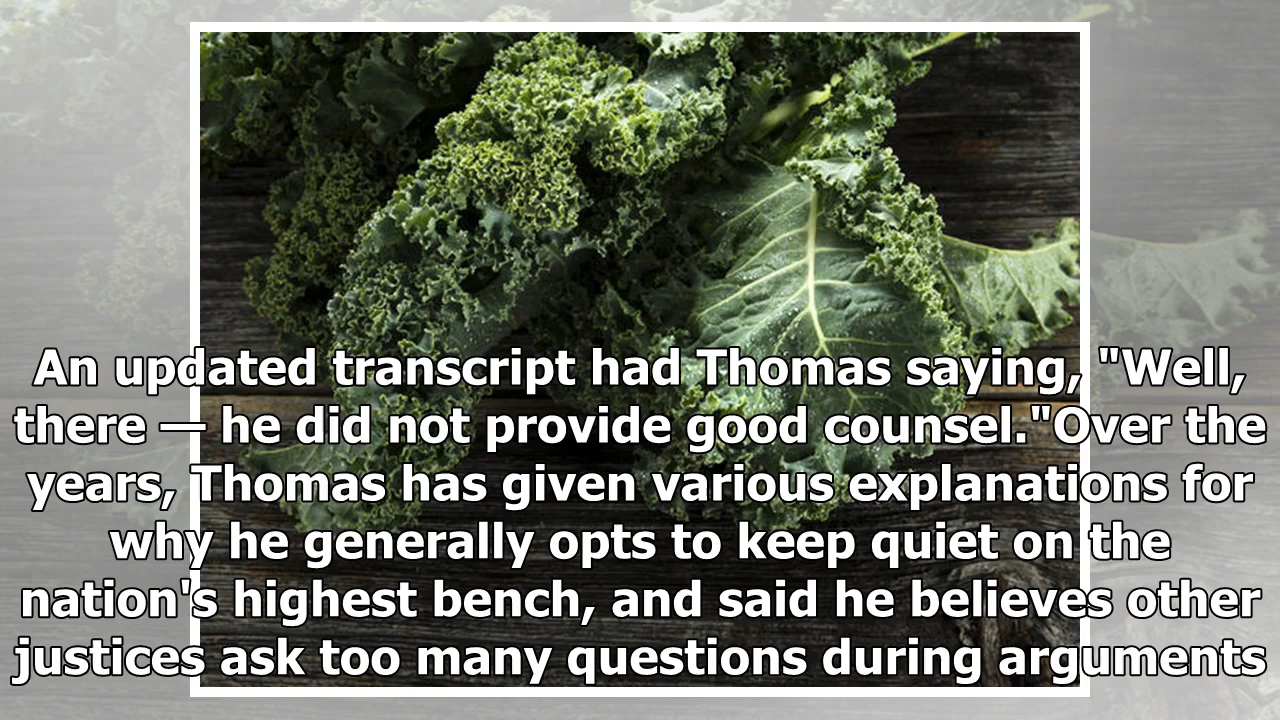 An updated transcript had Thomas saying, "Well,
there — he did not provide good counsel."Over the
years, Thomas has given various explanations for
why he generally opts to keep quiet on the
nation's highest bench, and said he believes other
justices ask too many questions during arguments